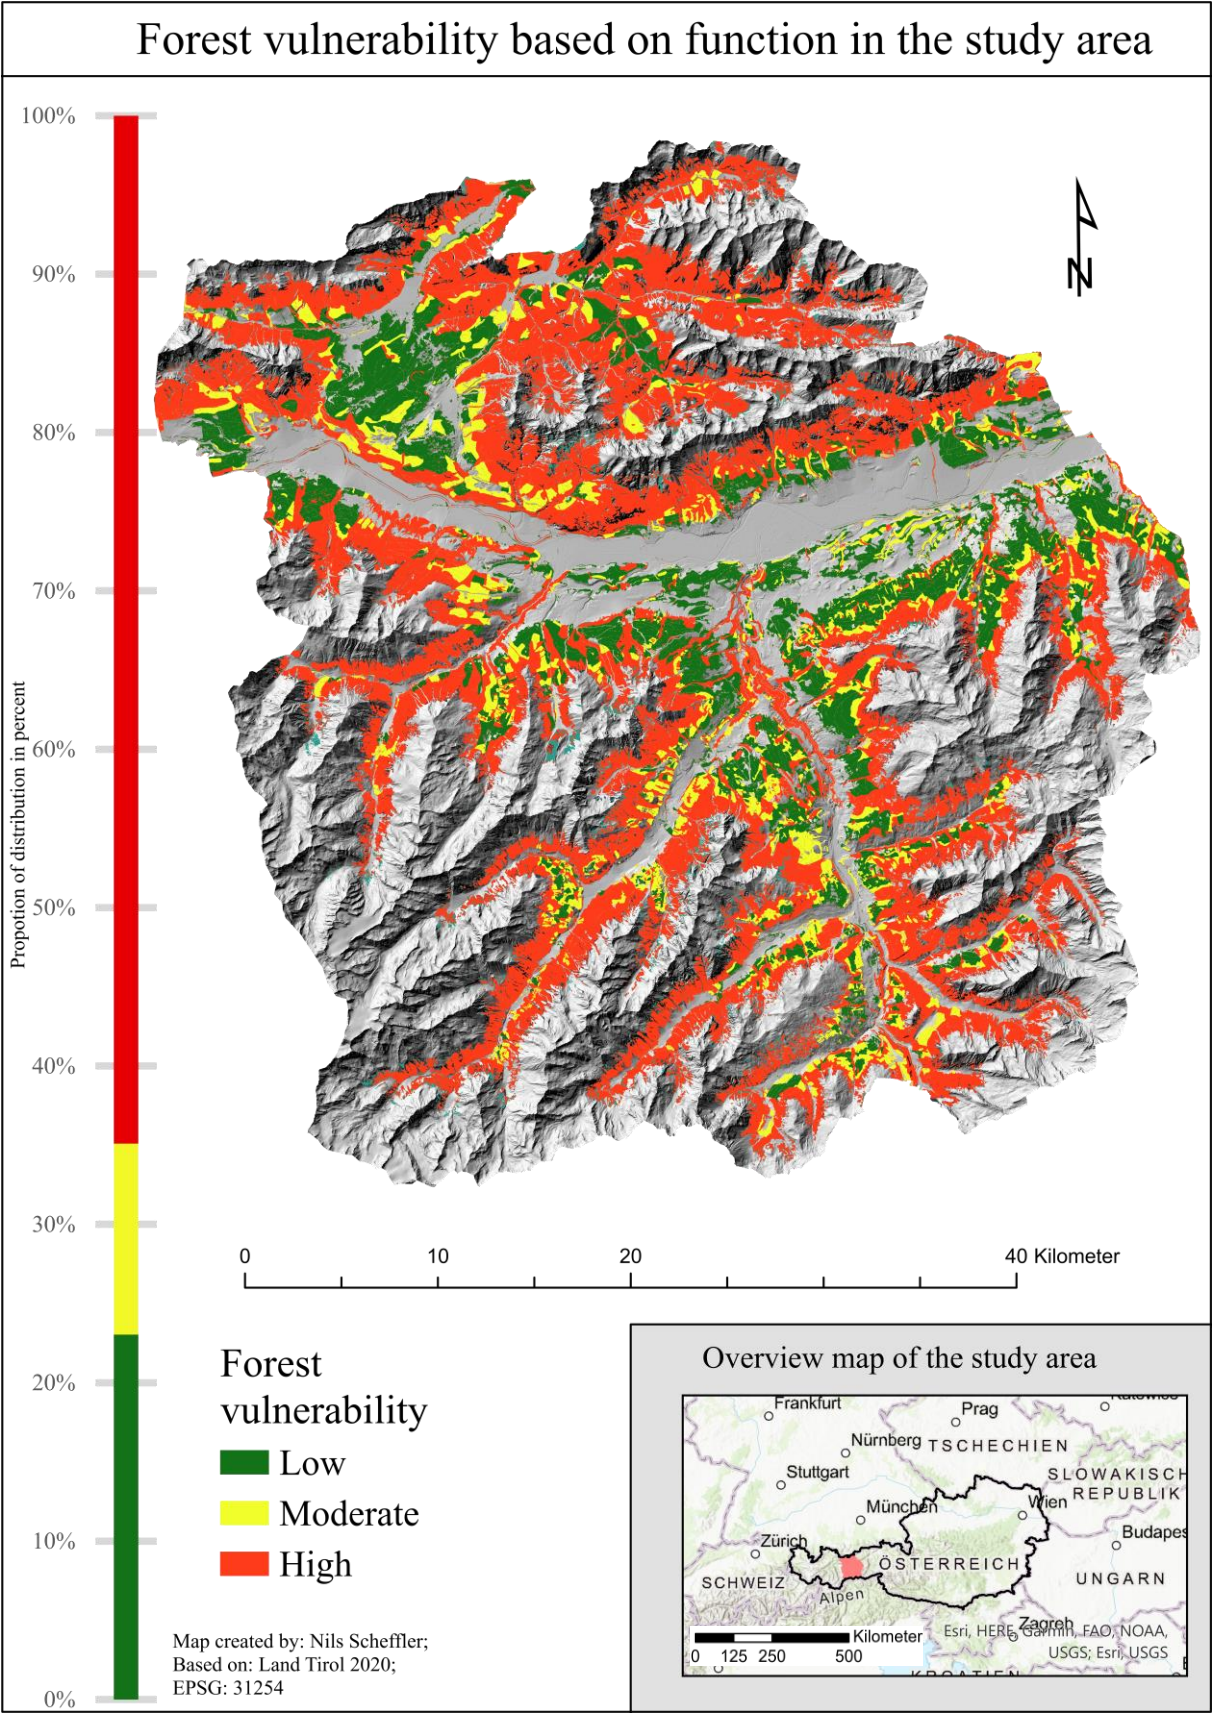 Forest vulnerability based on function in the study area
100%
90%
80%
70%
60%
50%
40%
30%
20%
10%
0%
Propotion of distribution in percent
N
0 10 20 40 Kilometer
Forest
vulnerability
Low
Moderate
High
Map created by: Nils Scheffler;
Based on: Land Tirol 2020;
EPSG: 31254
Overview map of the study area
Frankfurt
Prag
Nürnberg
TSCHECHIEN
Stuttgart
SLOWAKISCH
REPUBLIK
München
Wien
Zürich
Budapes
ÖSTERREICH
SCHWEIZ
UNGARN
Alpen
Zagreb
Kilometer
0 125 250 500
Esri, HERE, Garmin, FAO, NOAA,
USGS; Esri, USGS